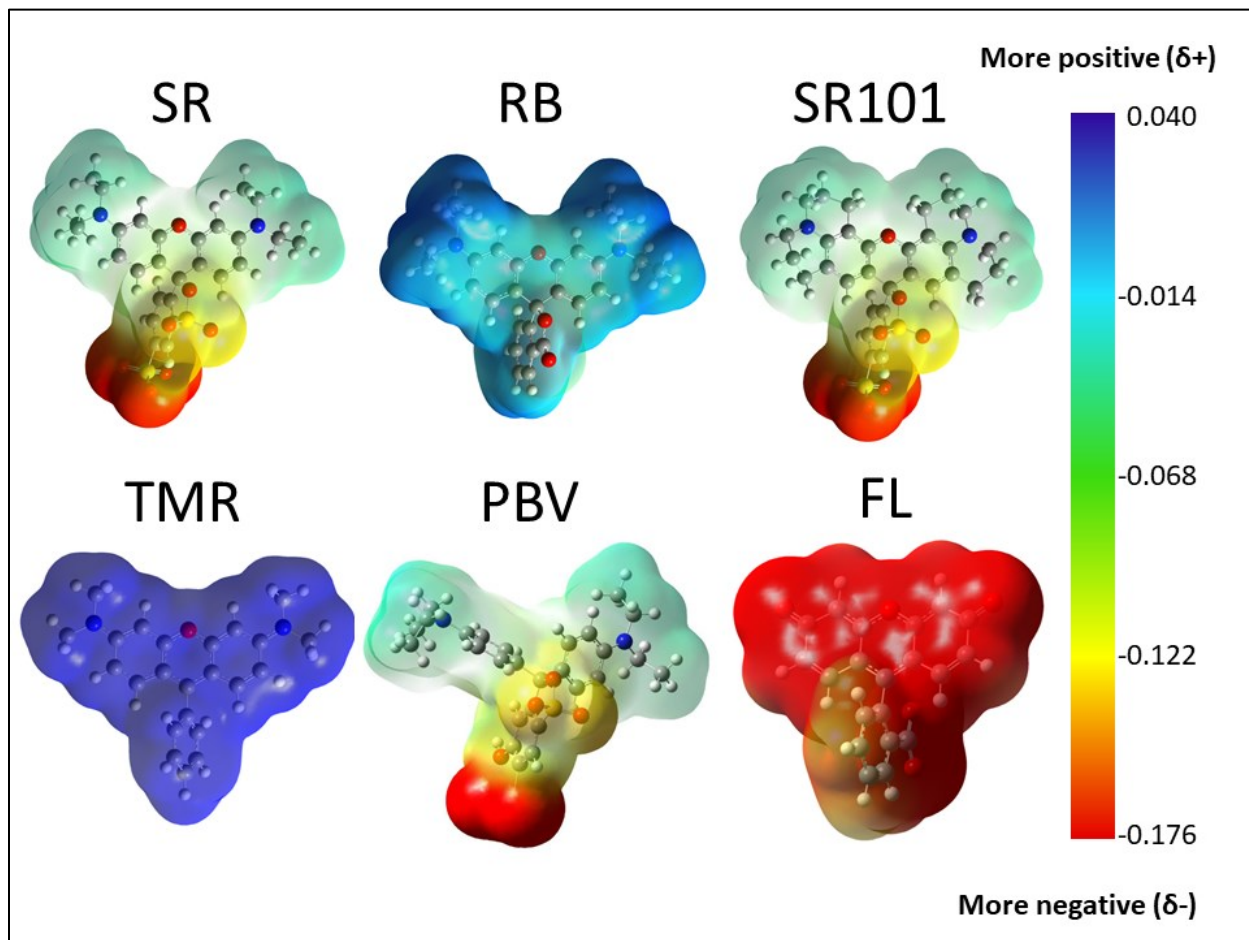 More positive (δ+)
SR
RB
SR101
0.040
-0.014
-0.068
-0.122
-0.176
TMR
PBV
FL
More negative (δ-)